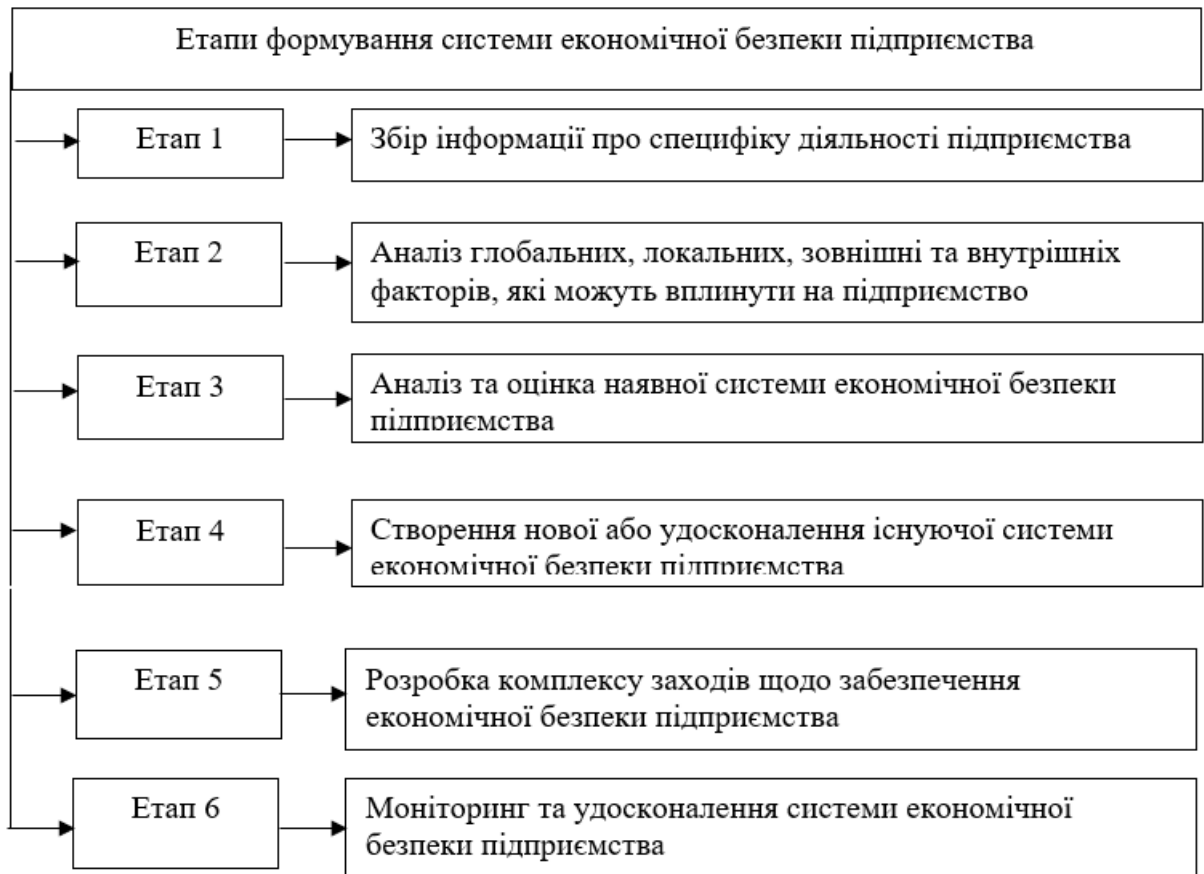 Етапи формування системи економічної безпеки підприємства
Етап 1
Збір інформації про специфіку діяльності підприємства
Етап 2
Аналіз глобальних, локальних, зовнішні та внутрішніх
факторів, які можуть вплинути на підприємство
Етап 3
Аналіз та оцінка наявної системи економічної безпеки
підприємства
Етап 4
Створення нової або удосконалення існуючої системи
економічної безпеки підприємства
Етап 5
Розробка комплексу заходів щодо забезпечення
економічної безпеки підприємства
Етап 6
Моніторинг та удосконалення системи економічної
безпеки підприємства